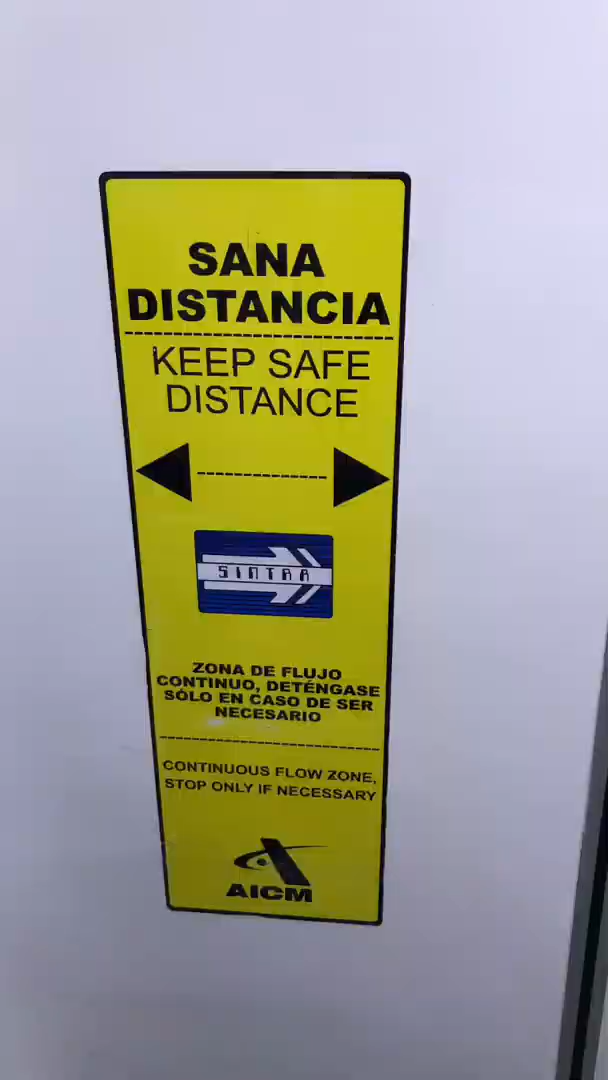 SANA
DISTANCIA
KEEP SAFE
DISTANCE
SINTRA
ZONA DE FLUJO
CONTINUO, DETÉNGASE
SÓLO EN CASO DE SER
NECESARIO
CONTINUOUS FLOW ZONE,
STOP ONLY IF NECESSARY
AICM